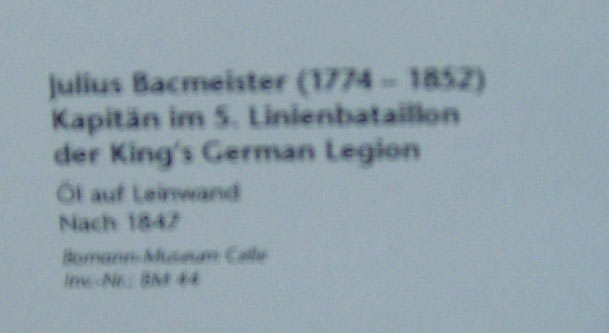 Julius Bacmeister (1774 – 1852)
Kapitän im 5. Linienbataillon
der King's German Legion
Öl auf Leinwand
Nach 1847
Bomann-Museum Celle
Inv.-Nr.: BM 44